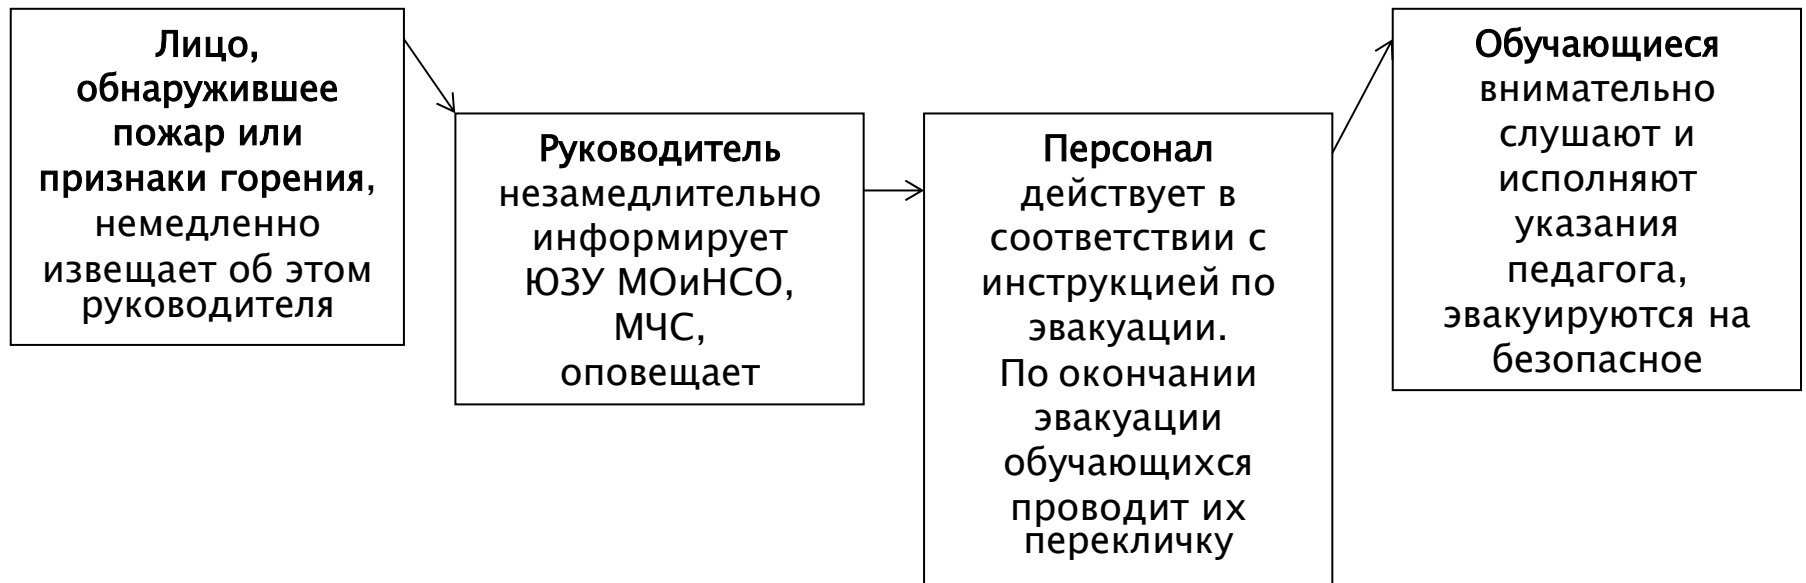 Лицо,
обнаружившее
пожар или
признаки горения,
немедленно
извещает об этом
руководителя
Руководитель
незамедлительно
информирует
ЮЗУ МОиНСО,
МЧС,
оповещает
Персонал
действует в
соответствии с
инструкцией по
эвакуации.
По окончании
эвакуации
обучающихся
проводит их
перекличку
Обучающиеся
внимательно
слушают и
исполняют
указания
педагога,
эвакуируются на
безопасное